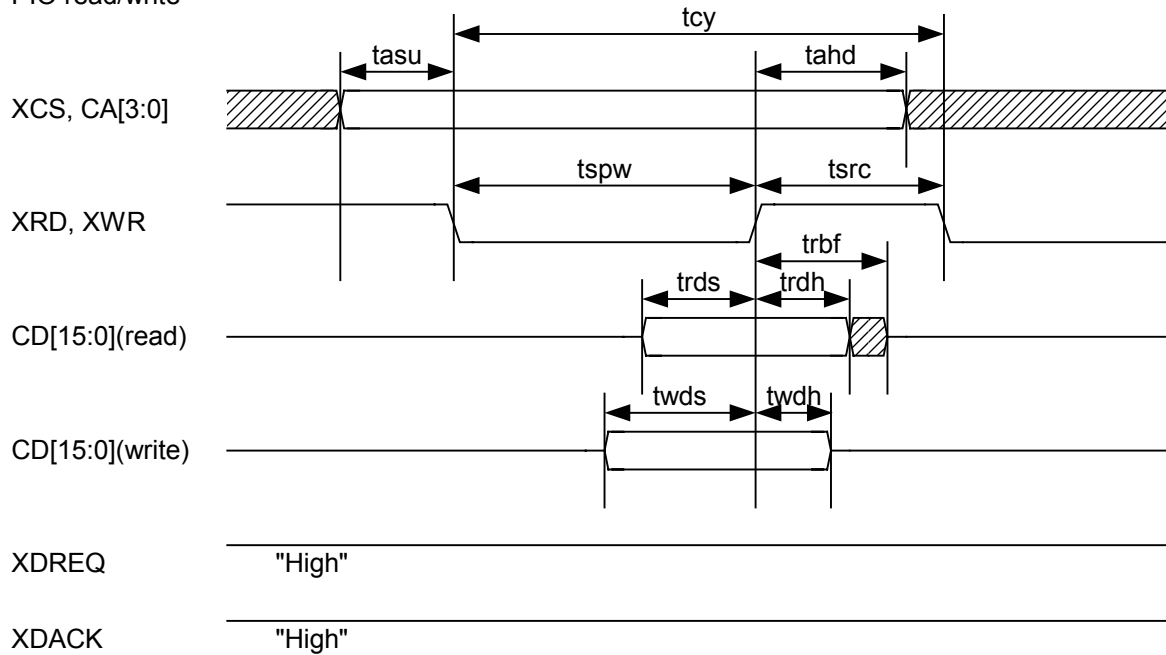 tcy
tasu
tahd
XCS, CA[3:0]
tspw
tsrc
XRD, XWR
trbf
trds
trdh
CD[15:0](read)
twds
twdh
CD[15:0](write)
XDREQ
"High"
XDACK
"High"